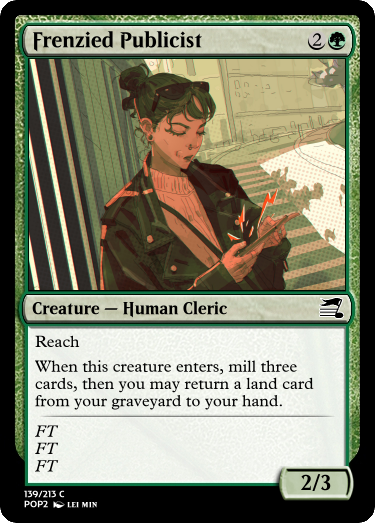 Frenzied Publicist 2
Creature — Human Cleric
Reach
When this creature enters, mill three
cards, then you may return a land card
from your graveyard to your hand.
FT
FT
FT
2/3
139/213 C
POP2 LEI MIN